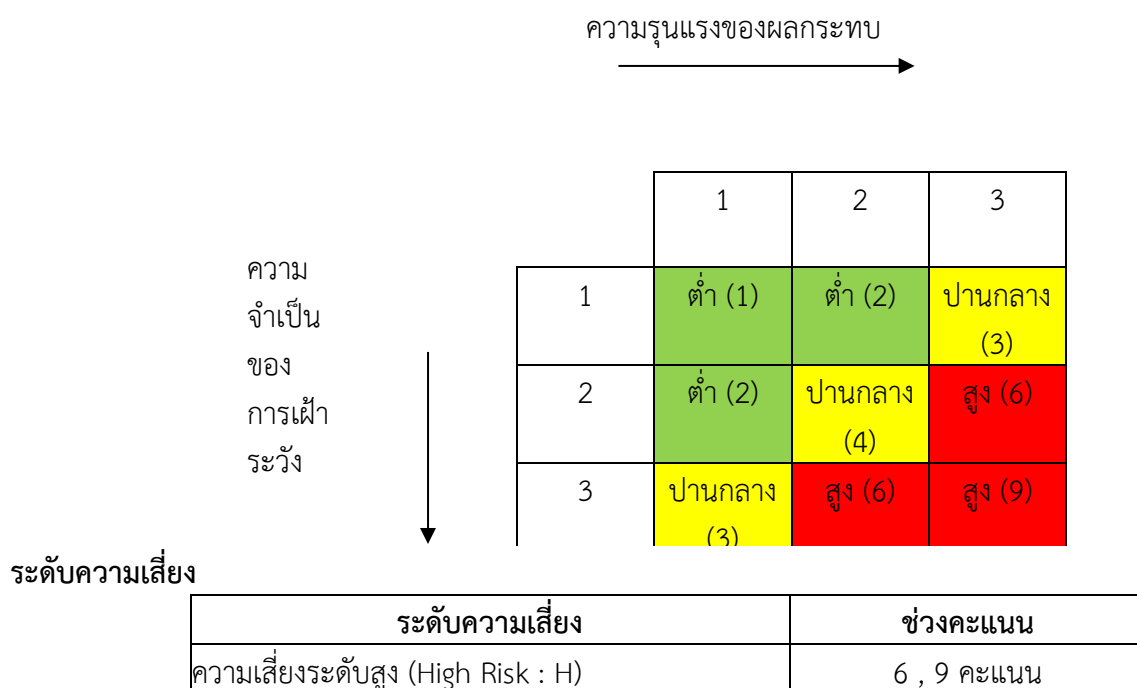 ความรุนแรงของผลกระทบ
1 2 3
ความ
จำเป็น
ของ
การเฝ้า
ระวัง
1 ต่ำ (1) ต่ำ (2) ปานกลาง
(3)
2 ต่ำ (2) ปานกลาง สูง (6)
(4)
3 ปานกลาง สูง (6) สูง (9)
(3)
ระดับความเสี่ยง
ระดับความเสี่ยง ช่วงคะแนน
ความเสี่ยงระดับสูง (High Risk : H) 6 , 9 คะแนน